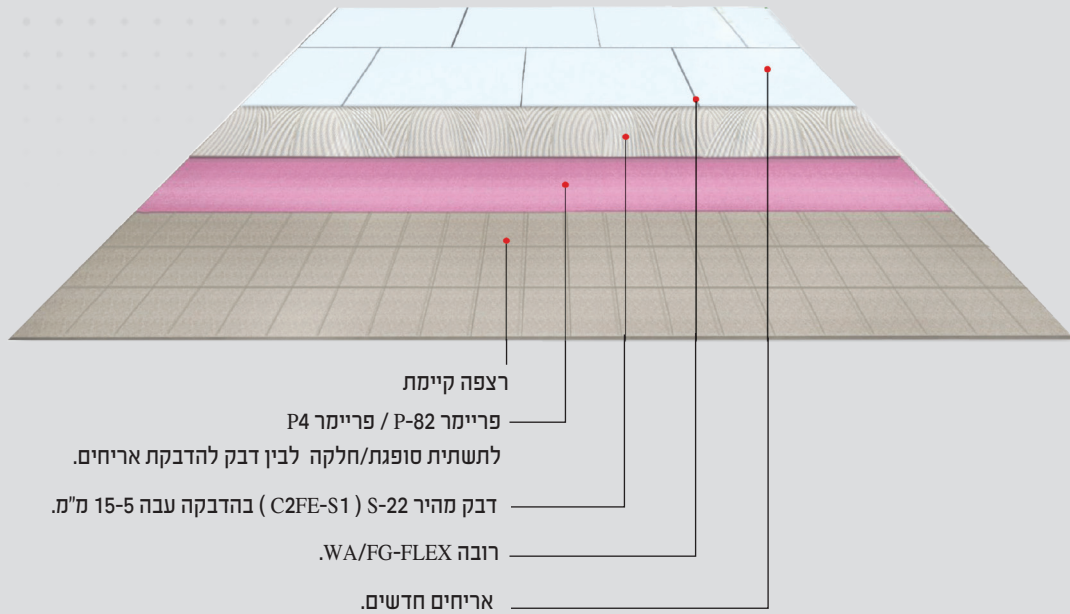 רצפה קיימת
פריימר P-82 / פריימר P4
לתשתית סופגת/חלקה לבין דבק להדבקת אריחים.
דבק מהיר S-22 ( C2FE-S1 ) בהדבקה עבה 15-5 מ"מ.
רובה WA/FG-FLEX.
אריחים חדשים.